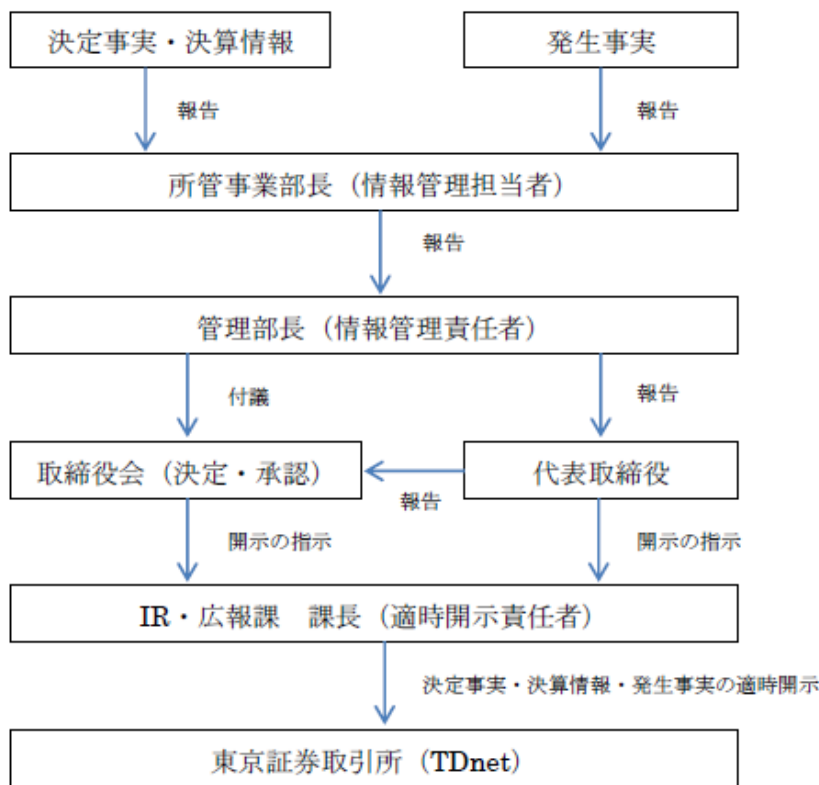 決定事実・決算情報
発生事実
報告
報告
所管事業部長（情報管理担当者）
報告
管理部長（情報管理責任者）
付議
報告
取締役会（決定・承認）
代表取締役
報告
開示の指示
開示の指示
IR・広報課　課長（適時開示責任者）
決定事実・決算情報・発生事実の適時開示
東京証券取引所（TDnet）